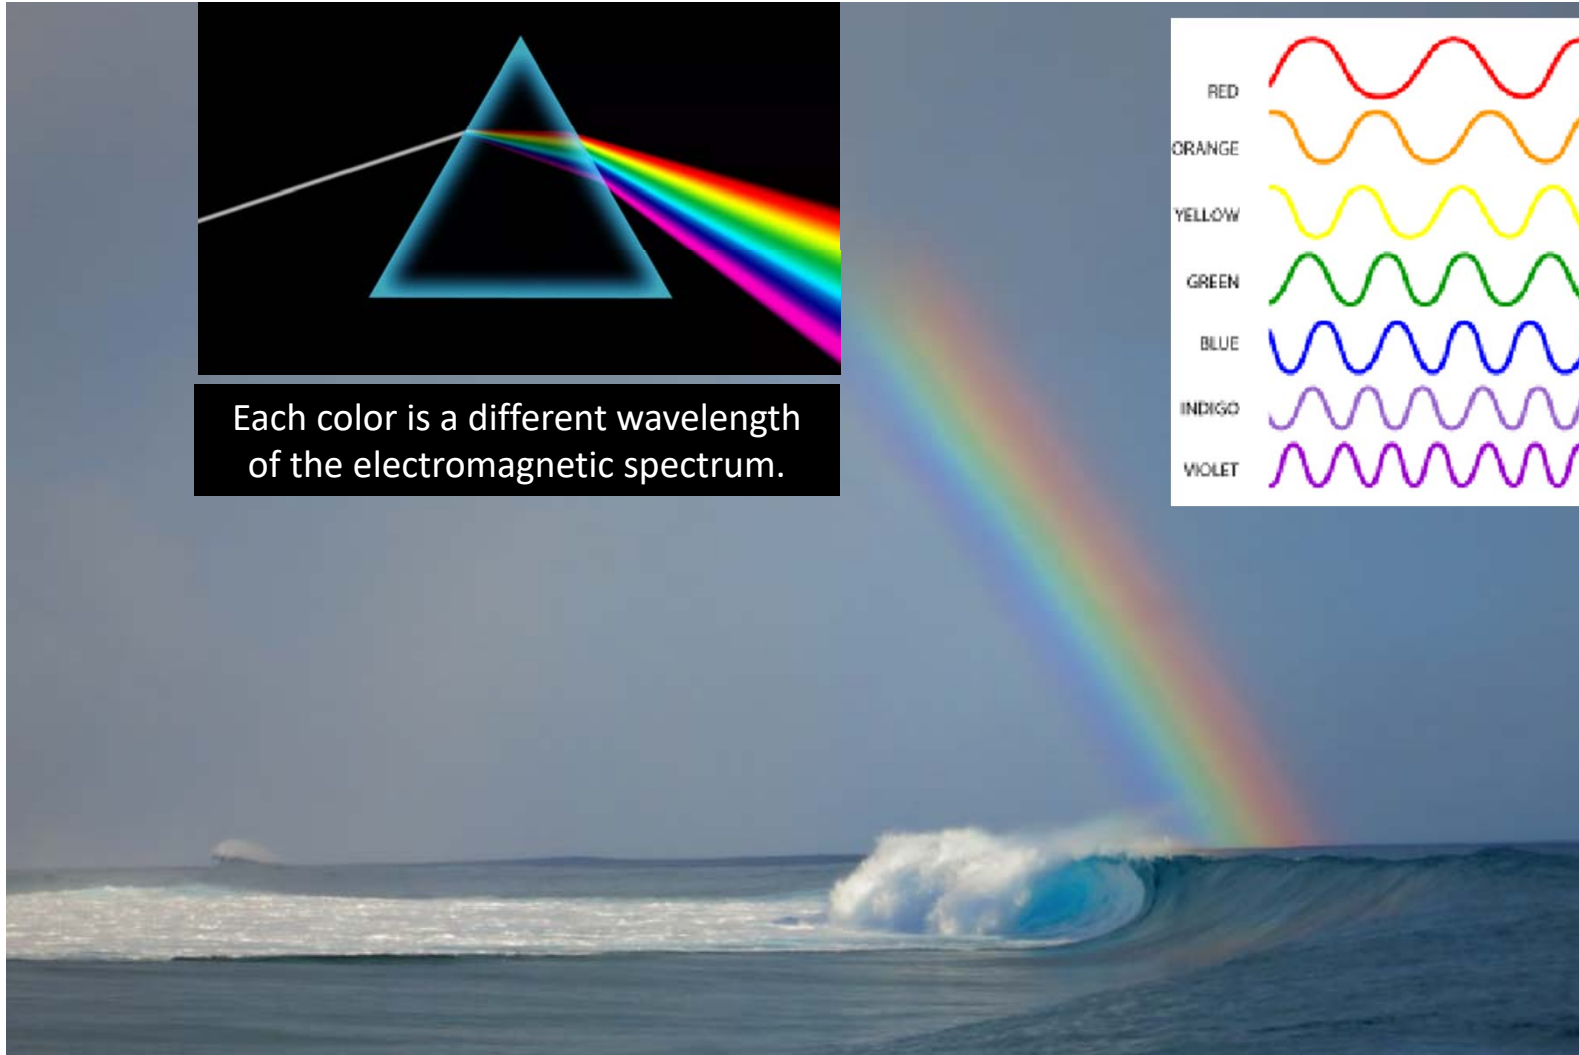 Each color is a different wavelength
of the electromagnetic spectrum.
RED
ORANGE
YELLOW
GREEN
BLUE
INDIGO
VIOLET